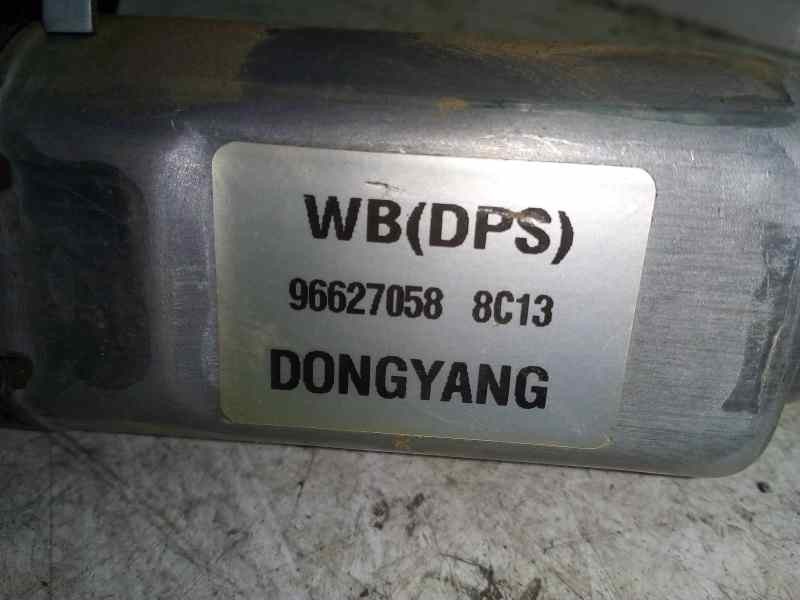 WB(DPS)
96627058 8C13
DONGYANG